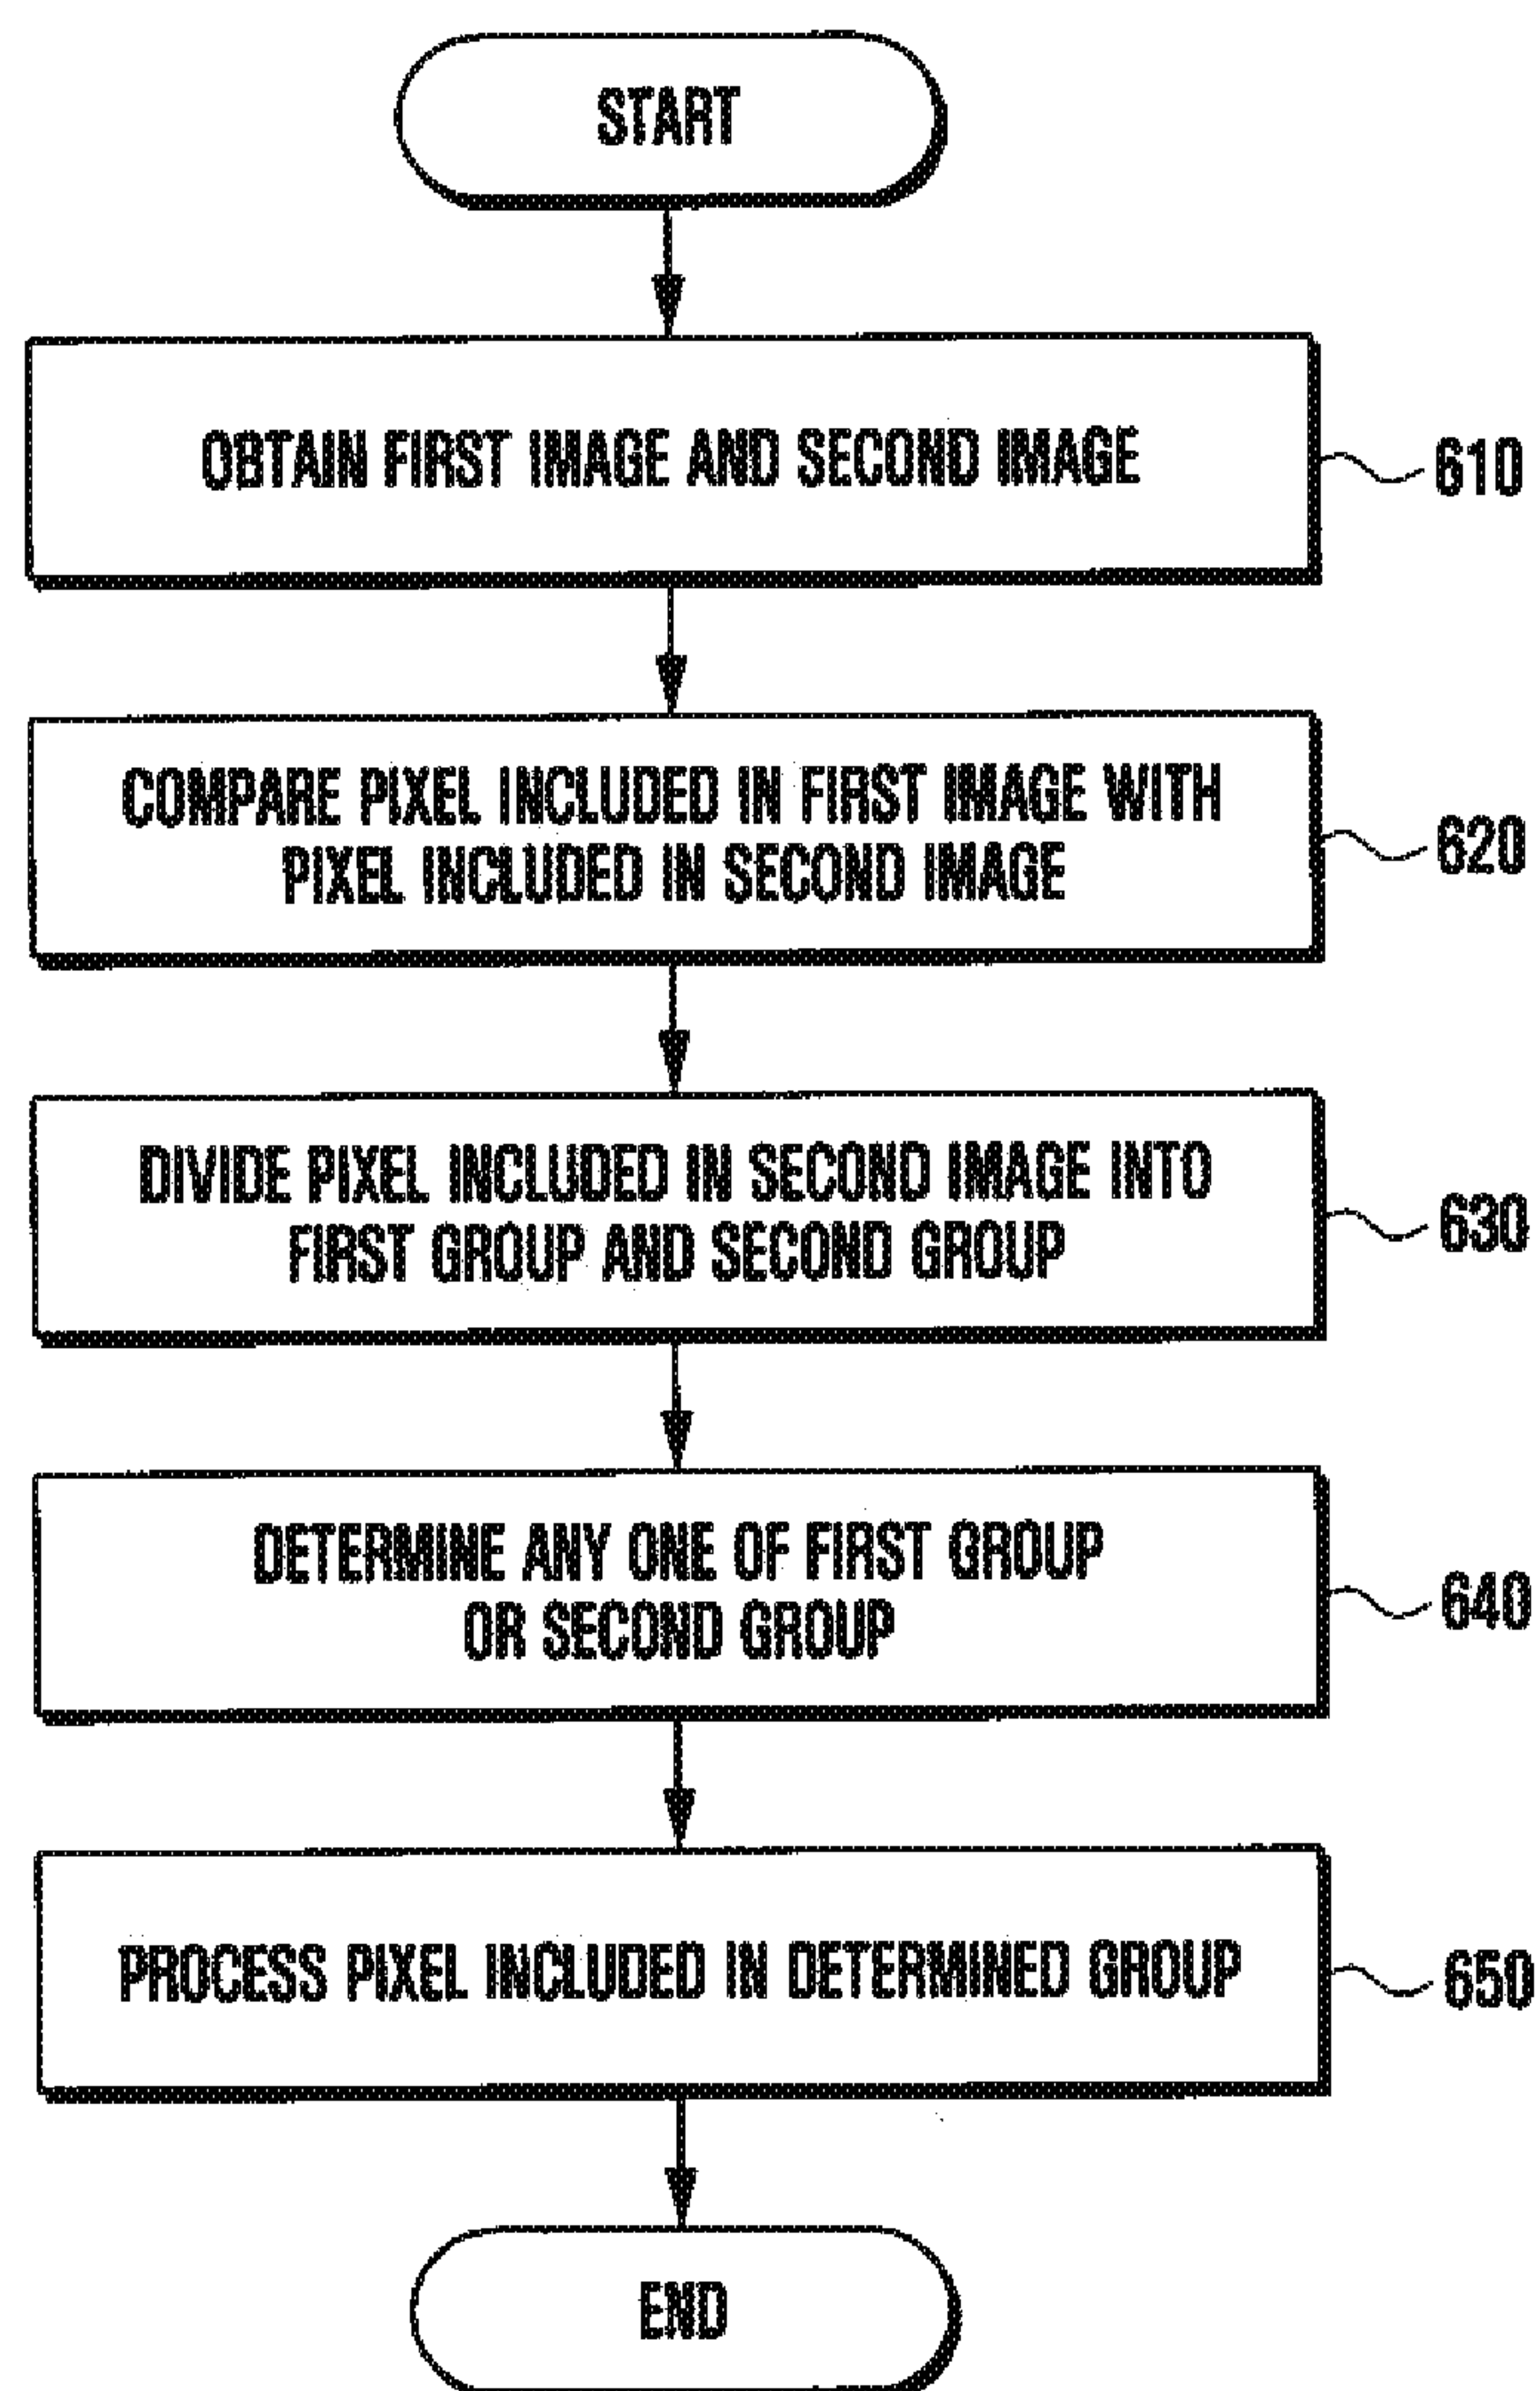 START
OBTAIN FIRST IMAGE AND SECOND IMAGE
610
COMPARE PIXEL INCLUDED IN FIRST IMAGE WITH
PIXEL INCLUDED IN SECOND IMAGE
620
DIVIDE PIXEL INCLUDED IN SECOND IMAGE INTO
FIRST GROUP AND SECOND GROUP
630
DETERMINE ANY ONE OF FIRST GROUP
OR SECOND GROUP
640
PROCESS PIXEL INCLUDED IN DETERMINED GROUP
650
END